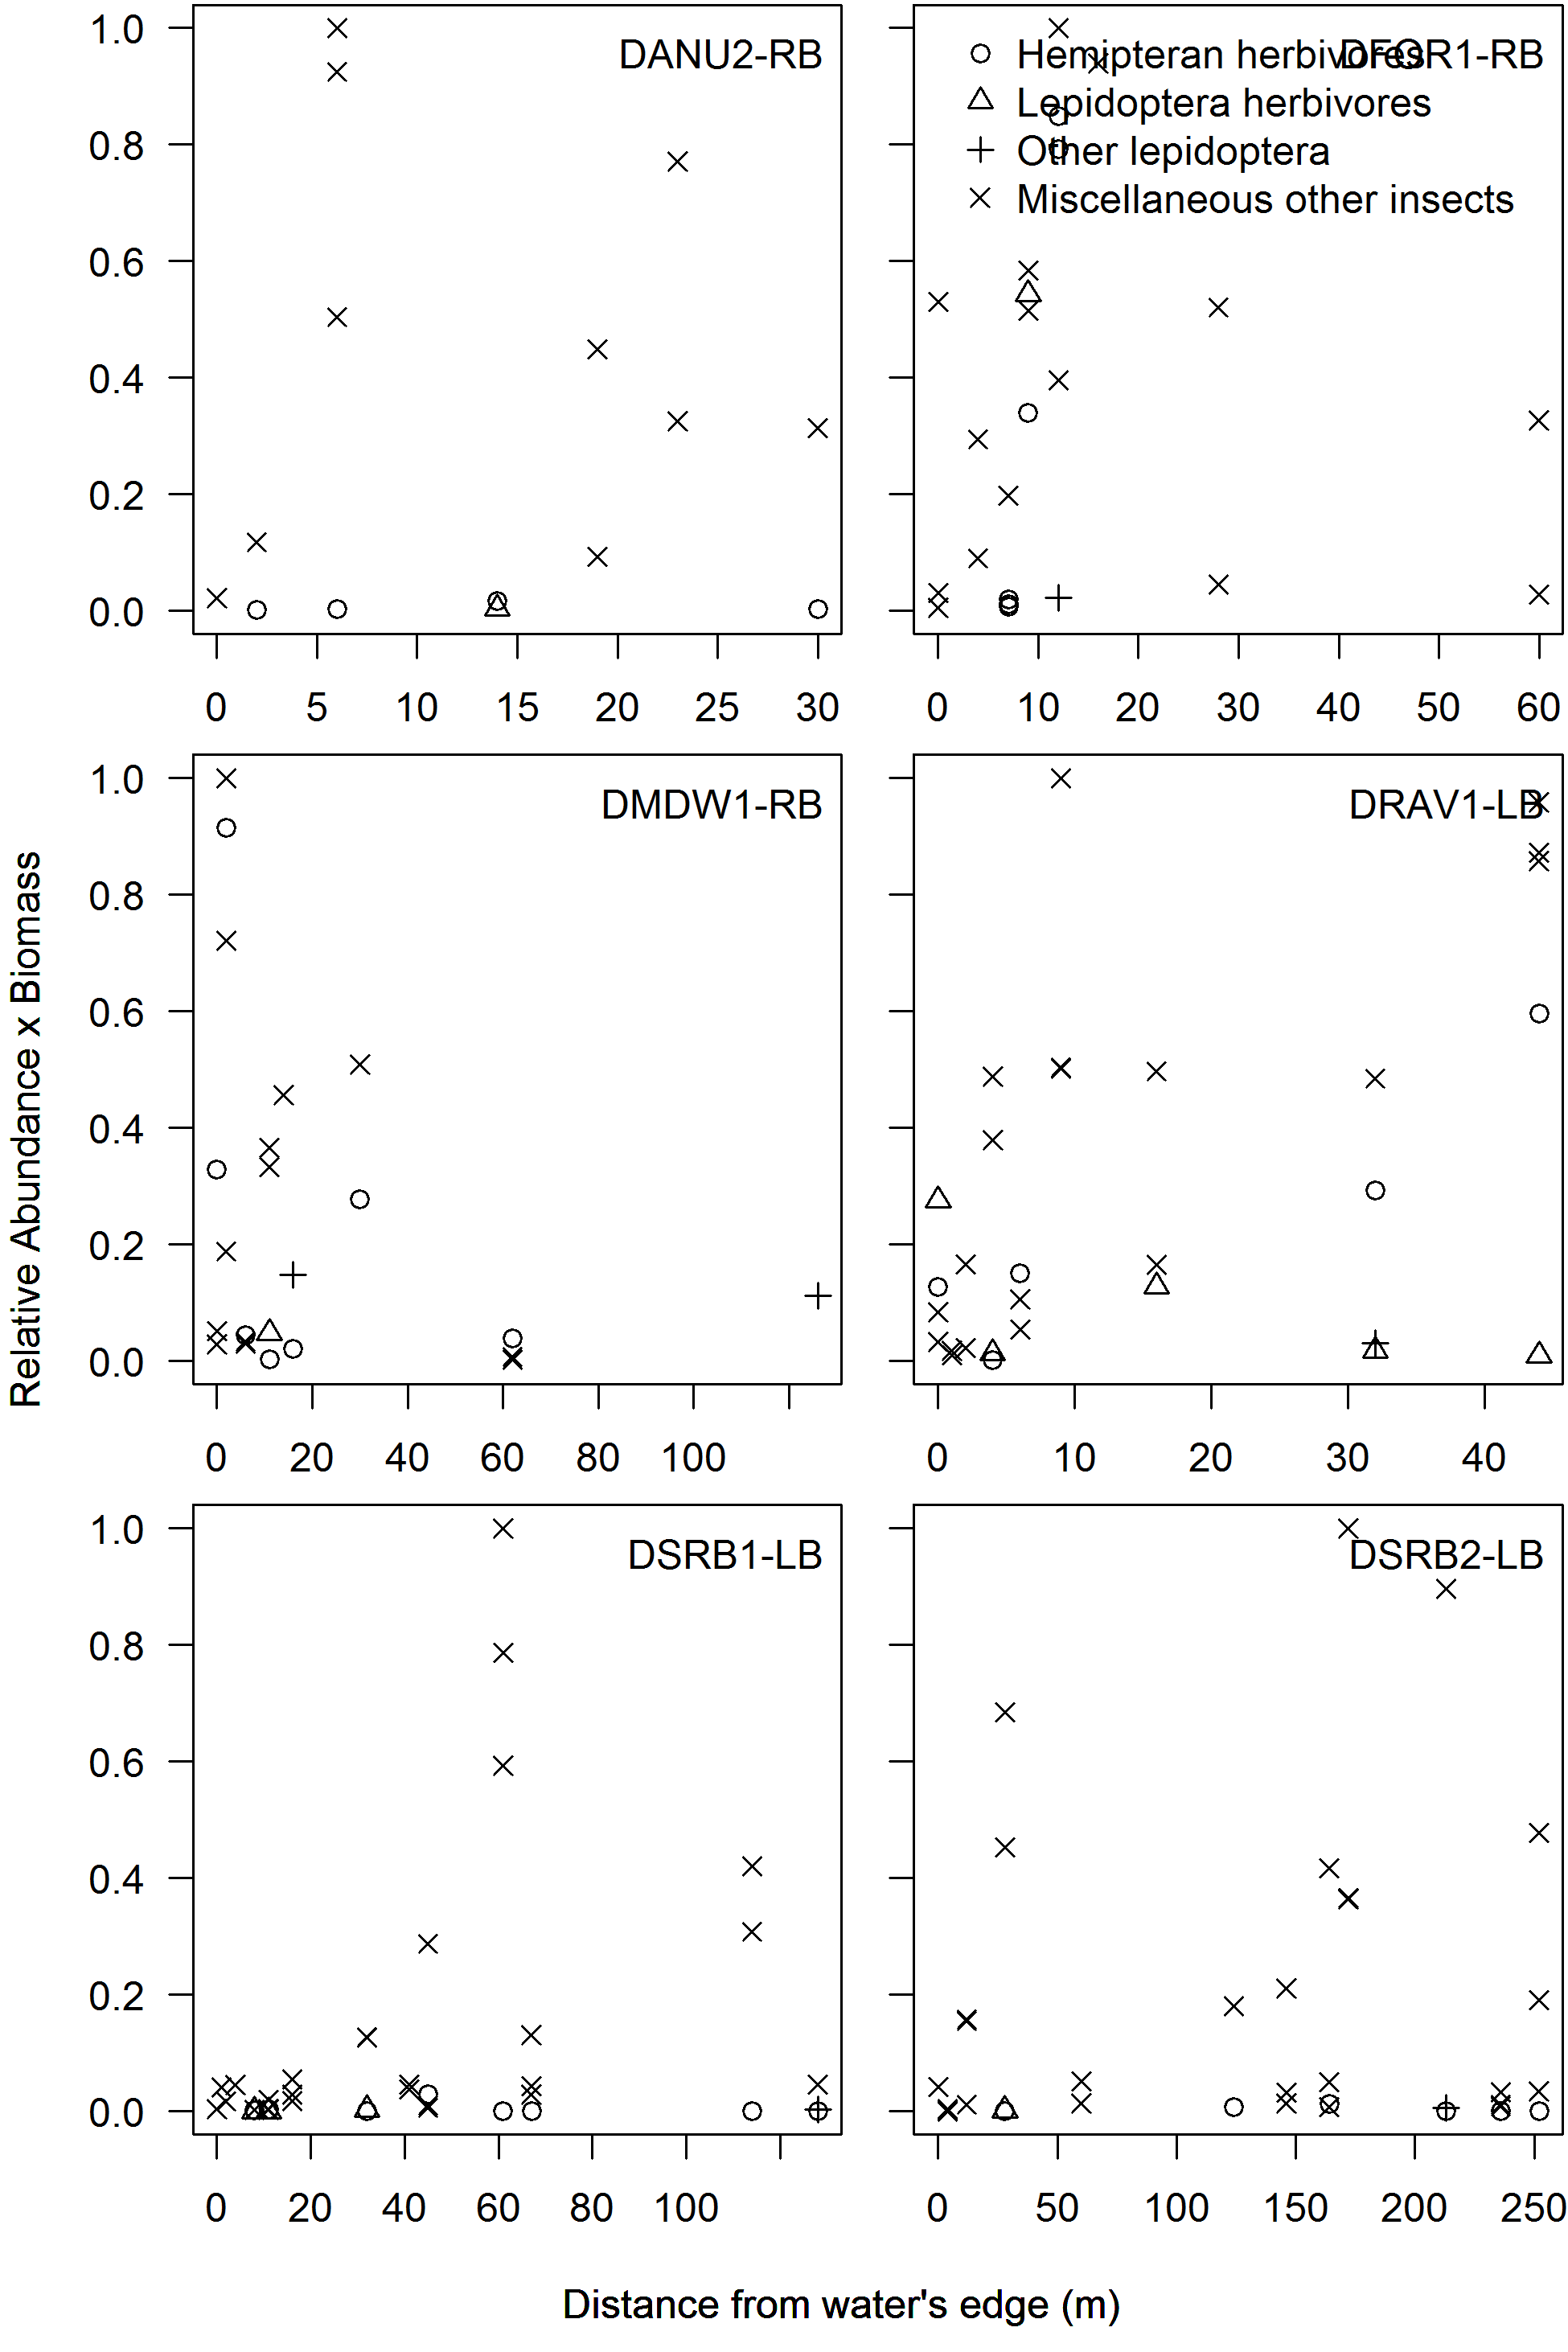 DANU2-RB
1.0
0.8
0.6
0.4
0.2
0.0
0 5 10 15 20 25 30
DFOR1-RB
Hemipteran herbivores
Lepidoptera herbivores
Other lepidoptera
Miscellaneous other insects
0 10 20 30 40 50 60
DMDW1-RB
1.0
0.8
0.6
0.4
0.2
0.0
0 20 40 60 80 100
DRAV1-LB
0 10 20 30 40
DSRB1-LB
1.0
0.8
0.6
0.4
0.2
0.0
0 20 40 60 80 100
DSRB2-LB
0 50 100 150 200 250
Relative Abundance x Biomass
Distance from water's edge (m)